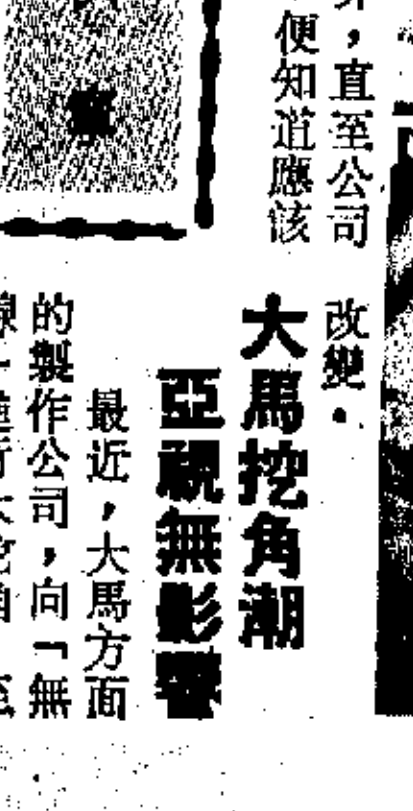 ，直至公司
便知道應該
改變。
大馬挖角潮
亞視無影響
最近，大馬方面
的製作公司，向「無